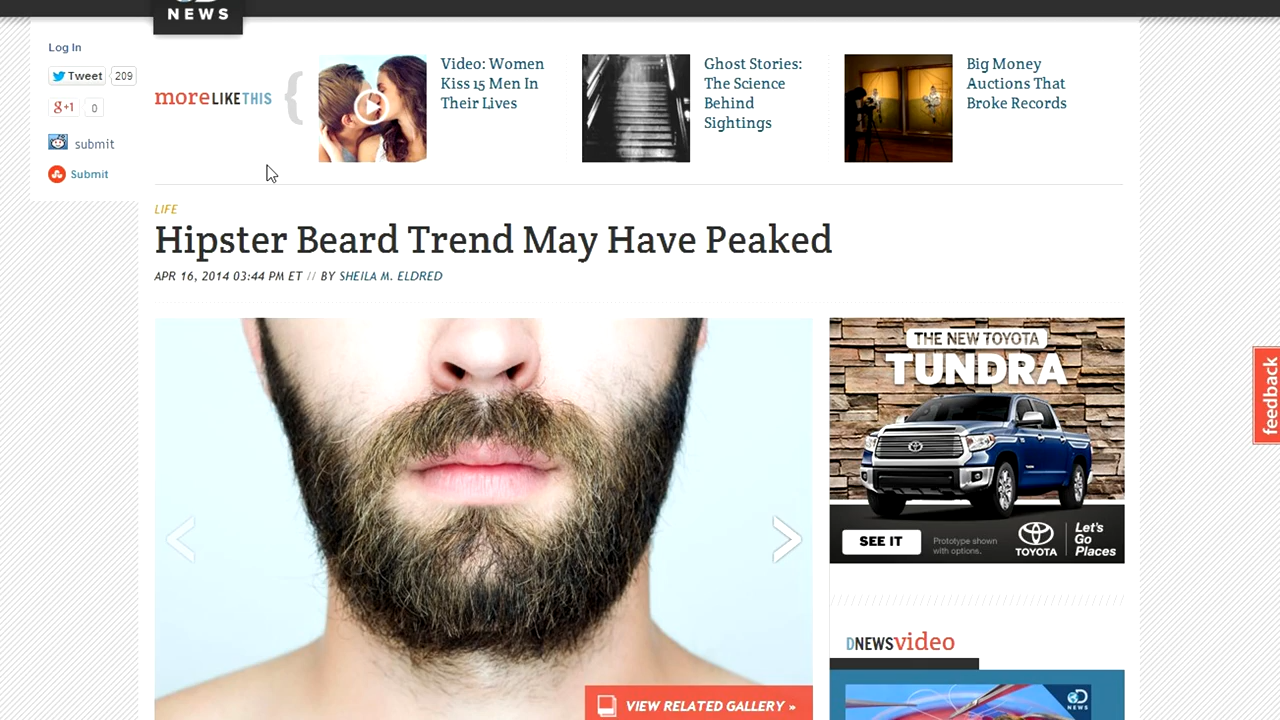 NEWS
Log In
Tweet 209
g+1 0
submit
Submit
moreLIKETHIS
Video: Women
Kiss 15 Men In
Their Lives
Ghost Stories:
The Science
Behind
Sightings
Big Money
Auctions That
Broke Records
LIFE
Hipster Beard Trend May Have Peaked
APR 16, 2014 03:44 PM ET // BY SHEILA M. ELDRED
THE NEW TOYOTA
TUNDRA
SEE IT
Prototype shown
with options.
TOYOTA
Let's
Go
Places
feedback
DNEWSvideo
D
NEWS
VIEW RELATED GALLERY »